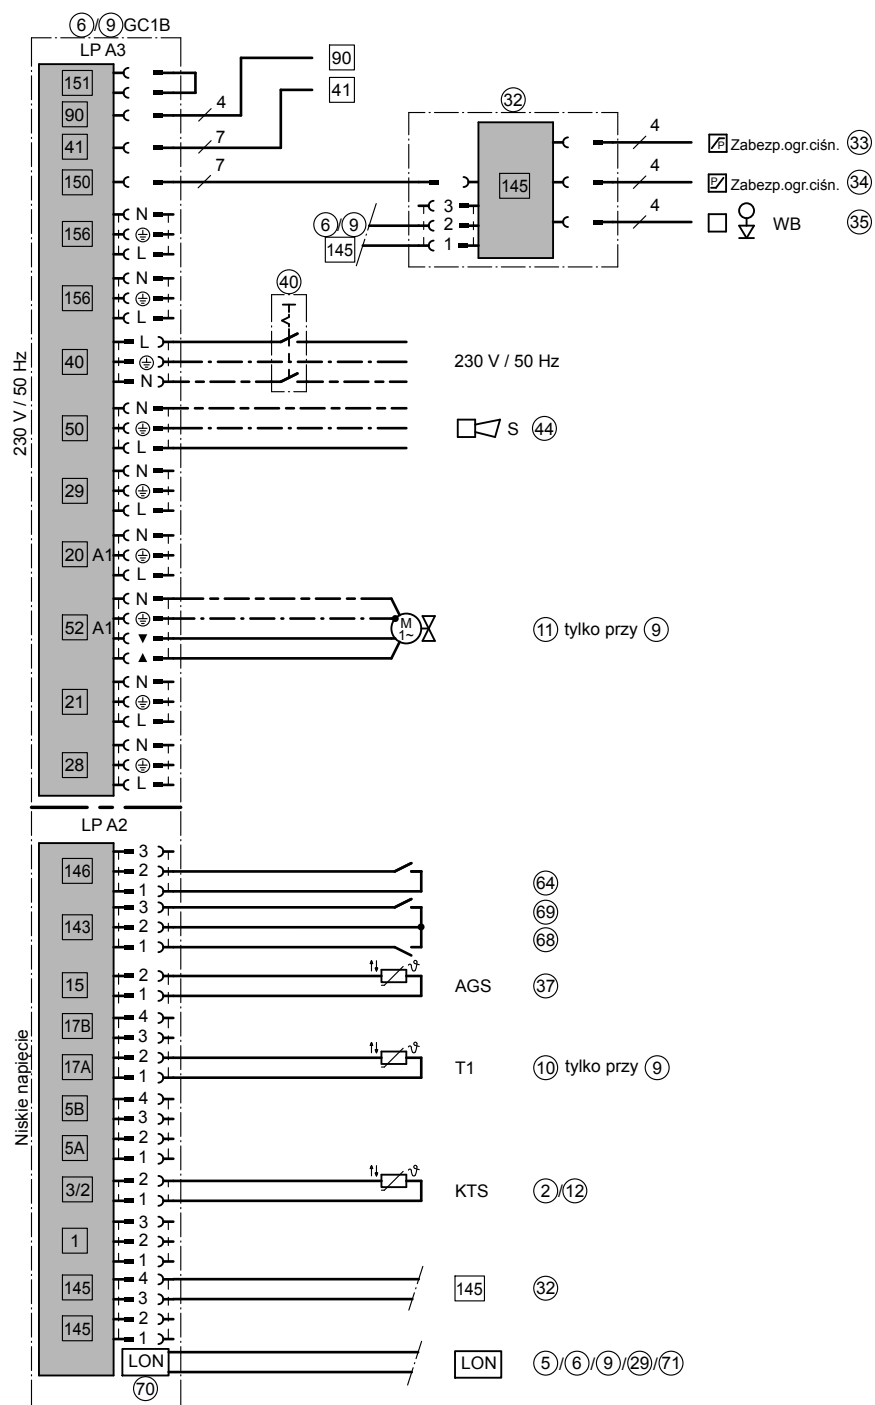 6/9 GC1B
LP A3
151
90
41
150
156
156
40
50
29
20 A1
52 A1
21
28
230 V / 50 Hz
4
7
7
90
41
32
145
3
2
1
6/9
145
4
4
4
P Zabezp.ogr.ciśn. 33
P Zabezp.ogr.ciśn. 34
WB 35
N
L
N
L
40
L
N
230 V / 50 Hz
N
L
S 44
N
L
N
L
N
▼
▲
M
1~
11 tylko przy 9
N
L
N
L
LP A2
Niskie napięcie
146
3
2
1
64
143
3
2
1
69
68
15
2
1
ϑ
AGS 37
17B
4
3
17A
2
1
ϑ
T1 10 tylko przy 9
5B
4
3
5A
2
1
3/2
2
1
ϑ
KTS 2/12
1
3
2
1
145
4
3
145 32
145
2
1
LON
LON 5/6/9/29/71
70